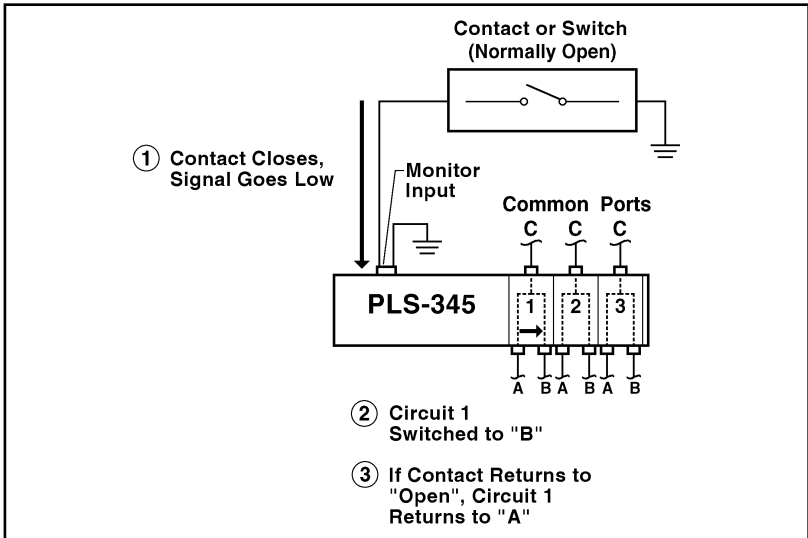 Contact or Switch
(Normally Open)
1 Contact Closes,
Signal Goes Low
Monitor
Input
Common Ports
C C C
PLS-345 1 2 3
A B A B A B
2 Circuit 1
Switched to "B"
3 If Contact Returns to
"Open", Circuit 1
Returns to "A"